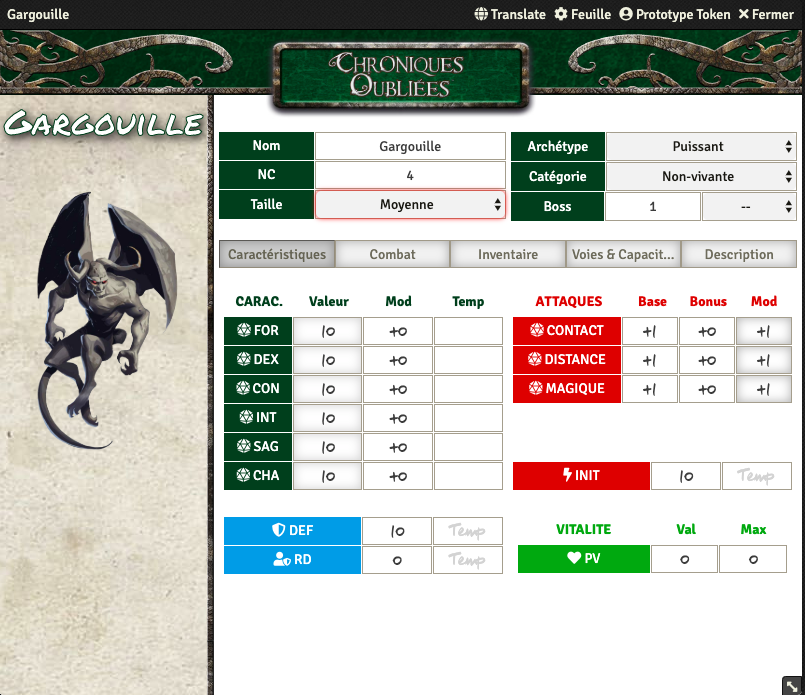 Gargouille Translate Feuille Prototype Token Fermer
CHRONIQUES
OUBLIÉES
GARGOUILLE
Nom Gargouille Archétype Puissant
NC 4 Catégorie Non-vivante
Taille Moyenne Boss 1 --
Caractéristiques Combat Inventaire Voies & Capacit... Description
CARAC. Valeur Mod Temp ATTAQUES Base Bonus Mod
FOR 10 +0 CONTACT +1 +0 +1
DEX 10 +0 DISTANCE +1 +0 +1
CON 10 +0 MAGIQUE +1 +0 +1
INT 10 +0
SAG 10 +0
CHA 10 +0 INIT 10 Temp
DEF 10 Temp VITALITE Val Max
RD 0 Temp PV 0 0